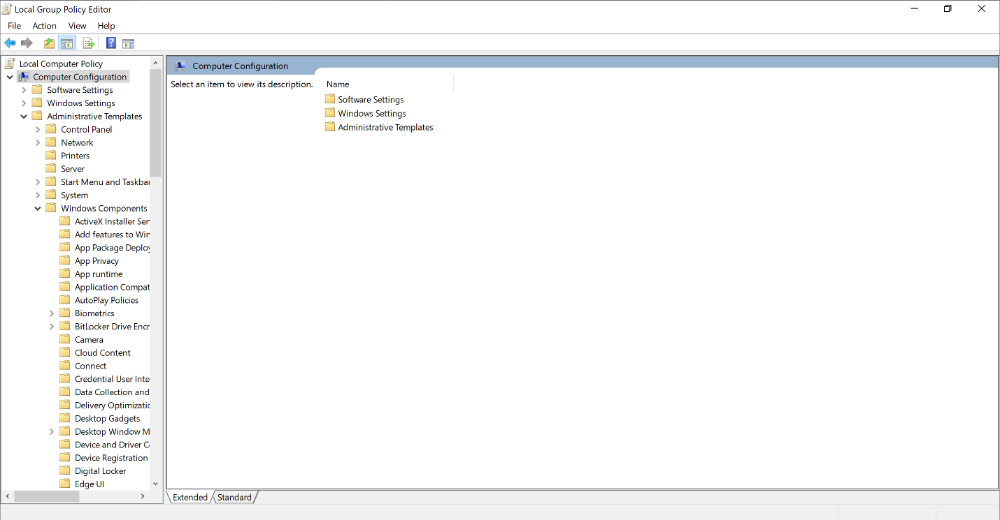 Local Group Policy Editor
File Action View Help
Local Computer Policy
Computer Configuration
Software Settings
Windows Settings
Administrative Templates
Control Panel
Network
Printers
Server
Start Menu and Taskbar
System
Windows Components
ActiveX Installer Ser
Add features to Win
App Package Deploy
App Privacy
App runtime
Application Compat
AutoPlay Policies
Biometrics
BitLocker Drive Encr
Camera
Cloud Content
Connect
Credential User Inte
Data Collection and
Delivery Optimizatio
Desktop Gadgets
Desktop Window M
Device and Driver C
Device Registration
Digital Locker
Edge UI
Computer Configuration
Select an item to view its description.
Name
Software Settings
Windows Settings
Administrative Templates
Extended Standard